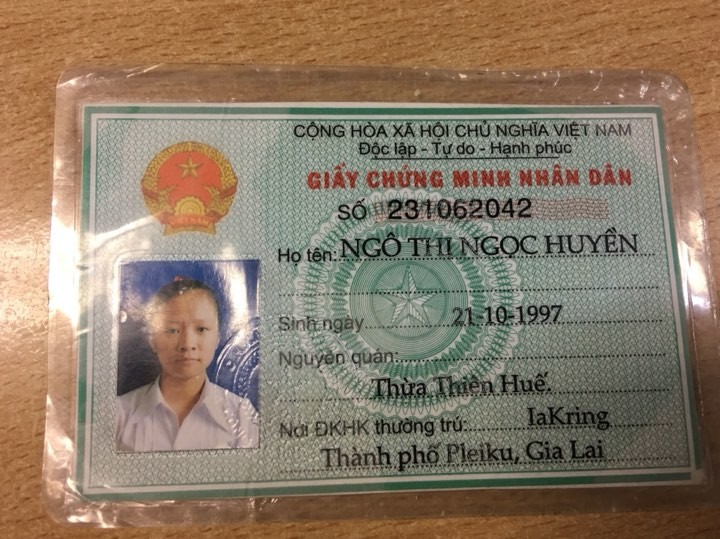 CỘNG HÒA XÃ HỘI CHỦ NGHĨA VIỆT NAM
Độc lập - Tự do - Hạnh phúc
GIẤY CHỨNG MINH NHÂN DÂN
SỐ 231062042
Họ tên: NGÔ THỊ NGỌC HUYỀN
Sinh ngày 21-10-1997
Nguyên quán:
Thừa Thiên Huế.
Nơi ĐKHK thường trú: IaKring
Thành phố Pleiku, Gia Lai
VIỆT NAM